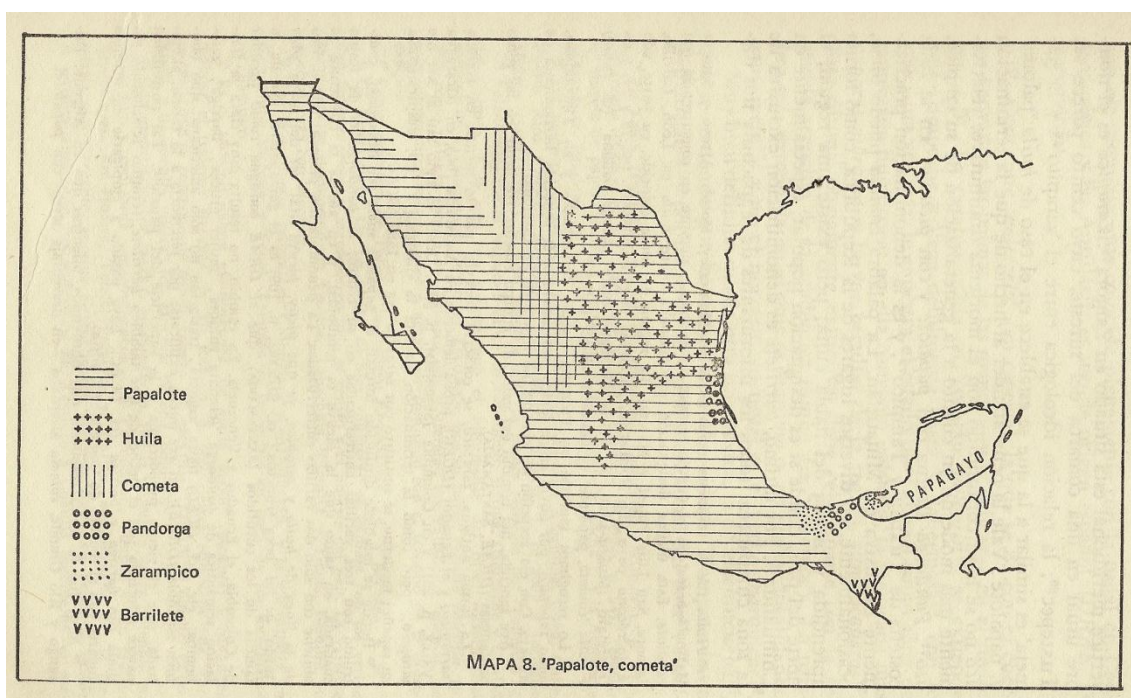 Papalote
Huila
Cometa
Pandorga
Zarampico
Barrilete
PAPAGAYO
MAPA 8. 'Papalote, cometa'